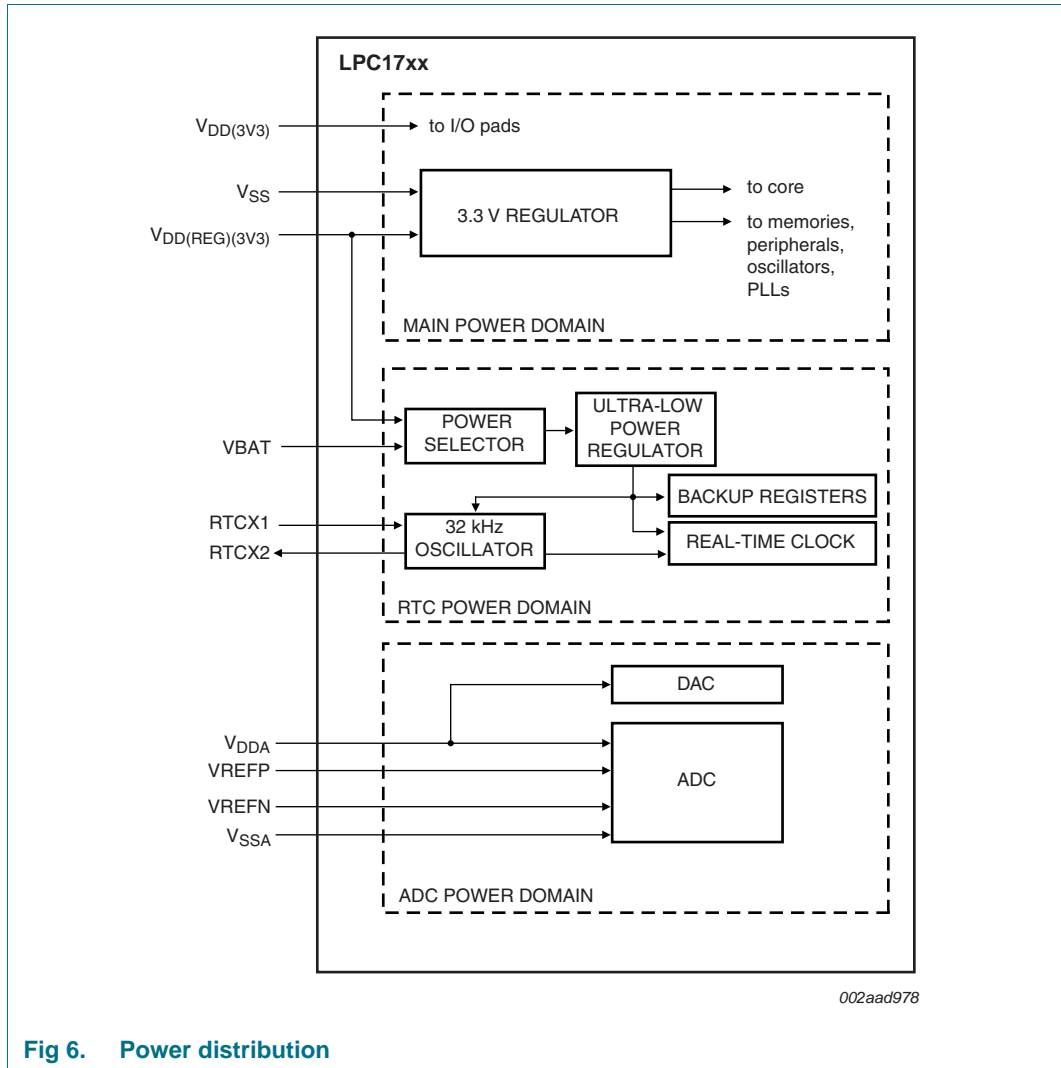 LPC17xx
VDD(3V3)
to I/O pads
VSS
3.3 V REGULATOR
to core
VDD(REG)(3V3)
to memories,
peripherals,
oscillators,
PLLs
MAIN POWER DOMAIN
VBAT
POWER
SELECTOR
ULTRA-LOW
POWER
REGULATOR
BACKUP REGISTERS
RTCX1
RTCX2
32 kHz
OSCILLATOR
REAL-TIME CLOCK
RTC POWER DOMAIN
DAC
VDDA
VREFP
ADC
VREFN
VSSA
ADC POWER DOMAIN
002aad978
Fig 6. Power distribution